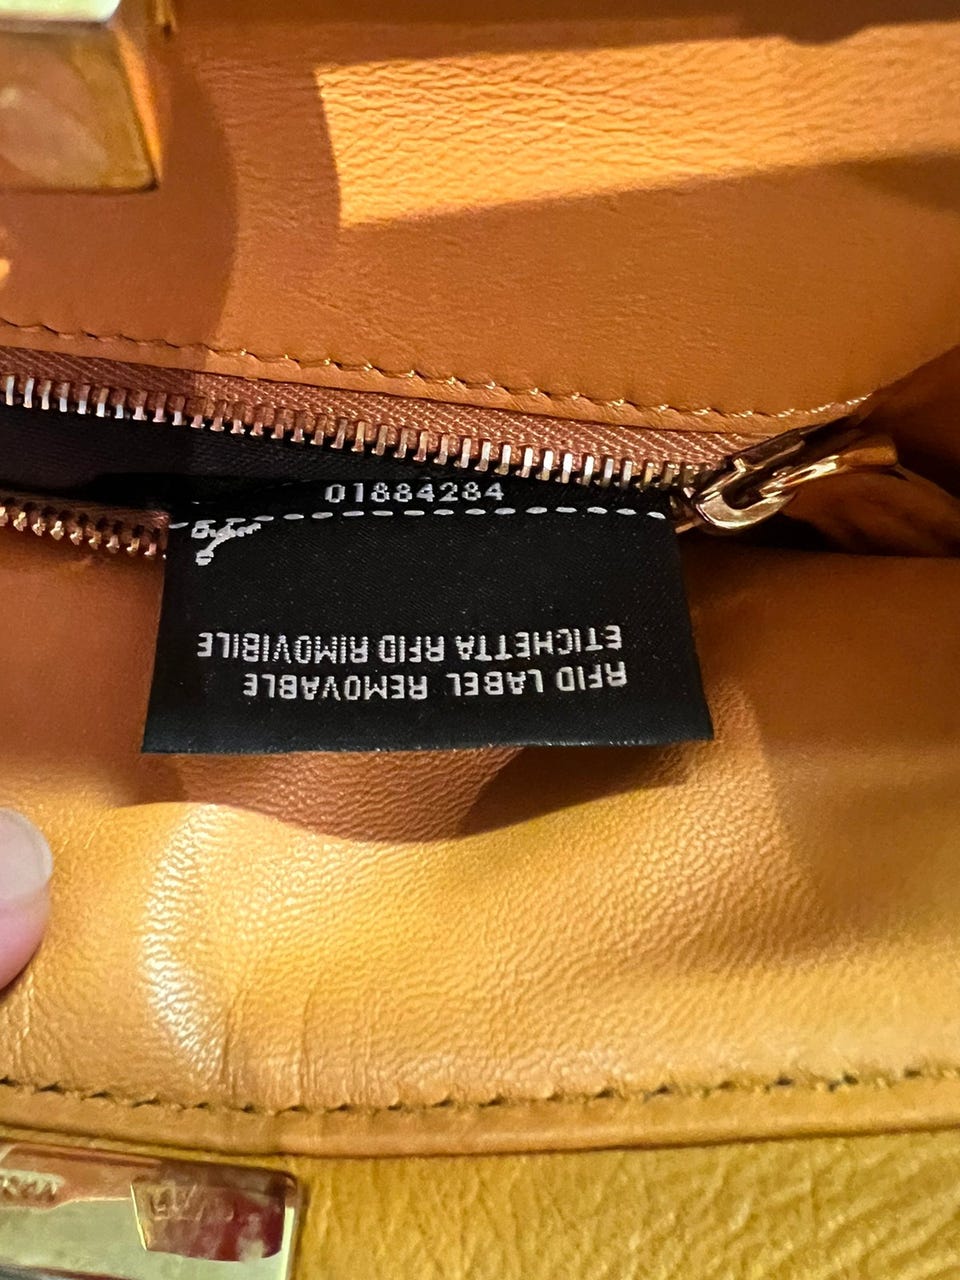 01884284
RFID LABEL REMOVABLE
ETICHETTA RFID RIMOVIBILE